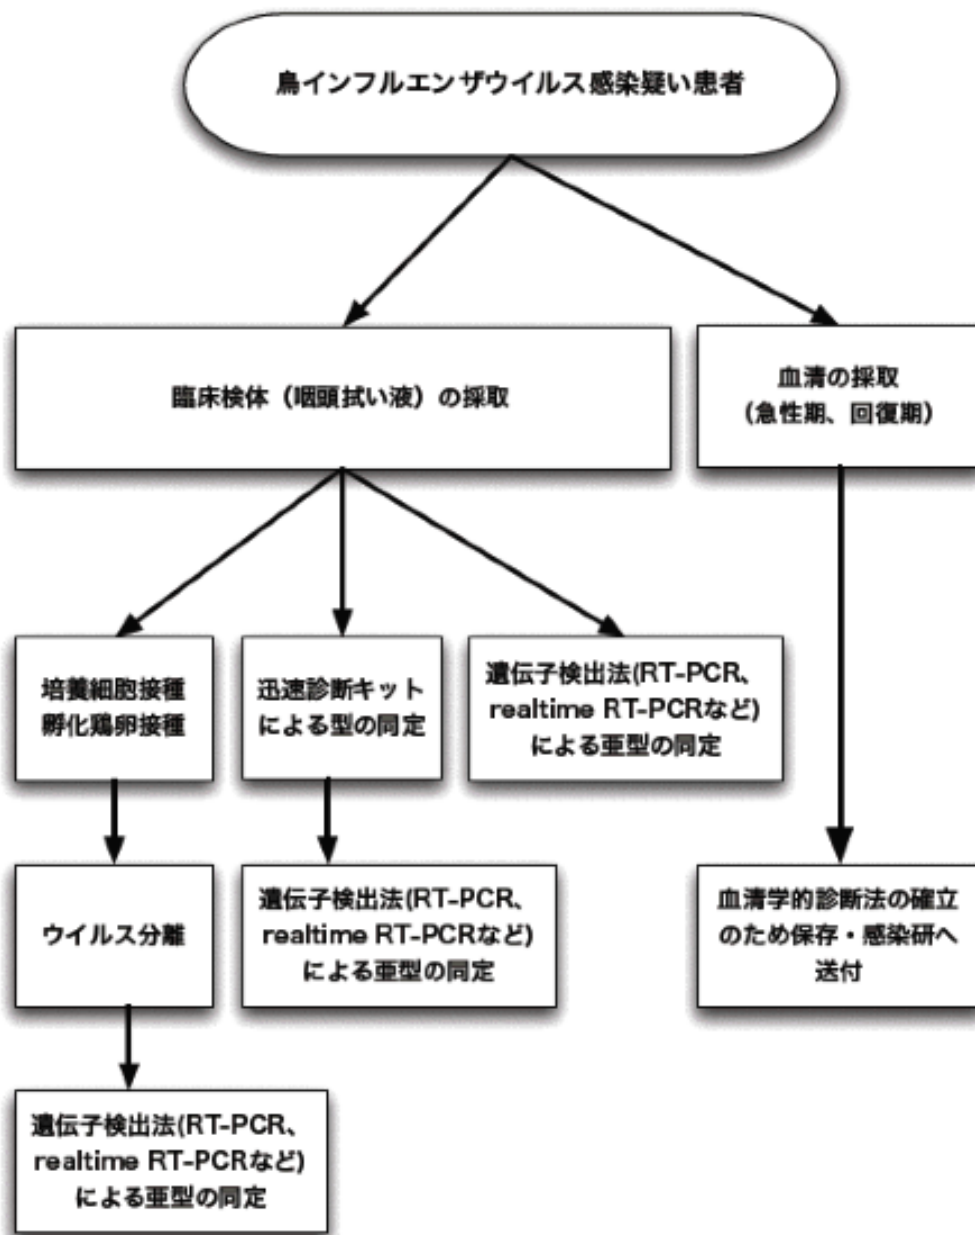 鳥インフルエンザウイルス感染疑い患者
臨床検体（咽頭拭い液）の採取
血清の採取
（急性期、回復期）
培養細胞接種
孵化鶏卵接種
迅速診断キット
による型の同定
遺伝子検出法(RT-PCR、
realtime RT-PCRなど)
による亜型の同定
ウイルス分離
遺伝子検出法(RT-PCR、
realtime RT-PCRなど)
による亜型の同定
血清学的診断法の確立
のため保存・感染研へ
送付
遺伝子検出法(RT-PCR、
realtime RT-PCRなど)
による亜型の同定